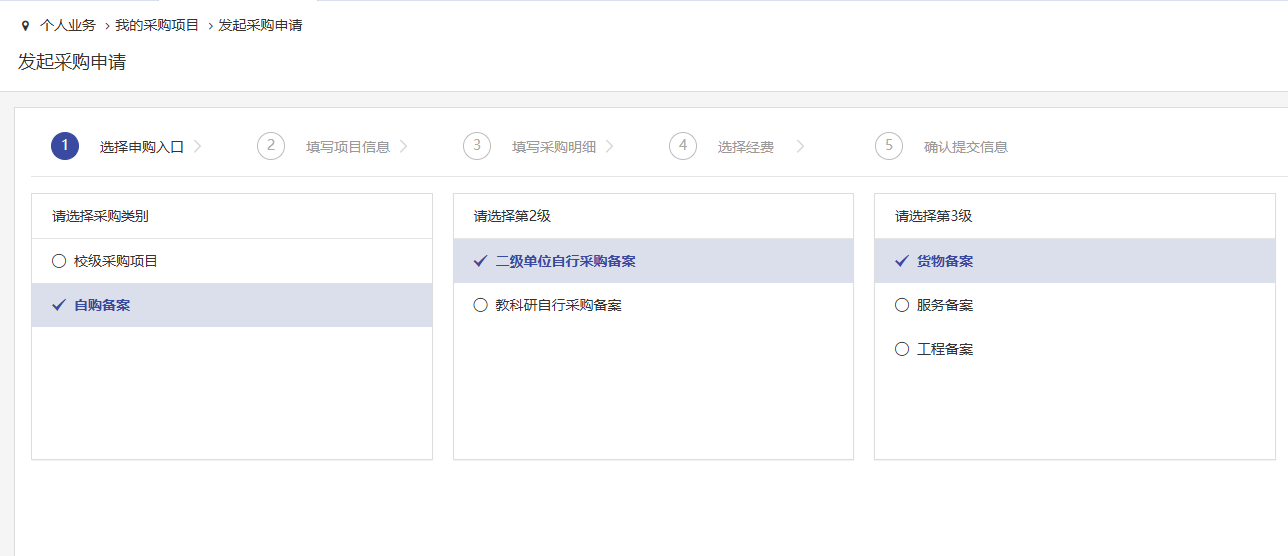 个人业务 > 我的采购项目 > 发起采购申请
发起采购申请
1 选择申购入口 > 2 填写项目信息 > 3 填写采购明细 > 4 选择经费 > 5 确认提交信息
请选择采购类别
校级采购项目
自购备案
请选择第2级
二级单位自行采购备案
教科研自行采购备案
请选择第3级
货物备案
服务备案
工程备案